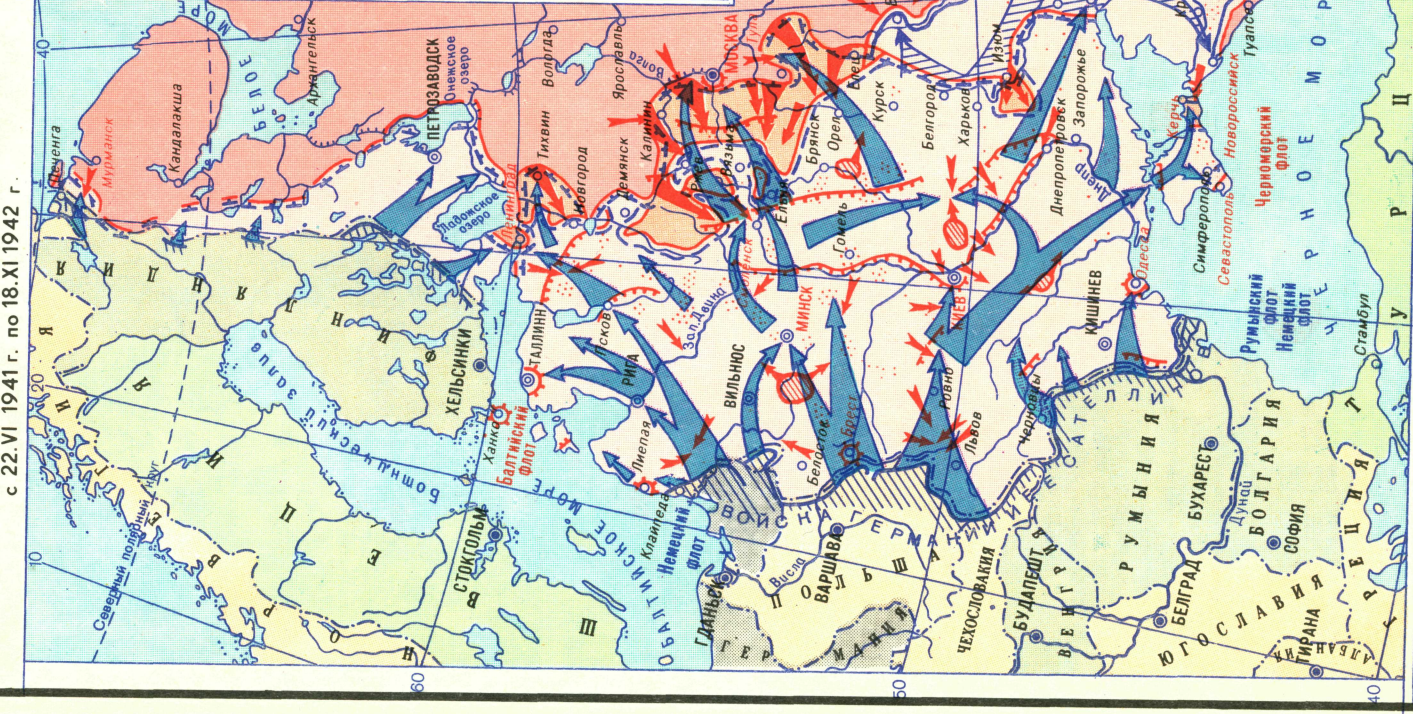 с 22.VI 1941 г. по 18.XI 1942 г.
40
20
10
60
50
40
МОРЕ
БЕЛОЕ
Печенга
Мурманск
Кандалакша
Архангельск
ПЕТРОЗАВОДСК
Онежское
озеро
Вологда
Ярославль
Волга
МОСКВА
Тула
Елец
Курск
Белгород
Харьков
Изюм
Запорожье
Днепропетровск
Днепр
Керчь
Туапсе
Новороссийск
Черноморский
флот
ЧЕРНОЕ МОР
Симферополь
Севастополь
Одесса
Тихвин
Новгород
Демянск
Калинин
Ржев
Вязьма
Брянск
Орел
Ельня
Гомель
Смоленск
Ленинград
Ладожское
озеро
Северный полярный круг
ФИНЛЯНДИЯ
ХЕЛЬСИНКИ
Ботнический залив
Ханко
Балтийский
флот
ТАЛЛИНН
Псков
РИГА
Зап.Двина
МИНСК
КИЕВ
КИШИНЕВ
ВИЛЬНЮС
Лиепая
Белосток
Брест
Ровно
Львов
Черновцы
Румынский
флот
Немецкий
флот
Стамбул
ТУРЦ
НОРВЕГИЯ
ШВЕЦИЯ
СТОКГОЛЬМ
БАЛТИЙСКОЕ МОРЕ
Клайпеда
Немецкий
флот
ГДАНЬСК
Висла
ВАРШАВА
ПОЛЬША
ГЕРМАНИЯ
ВОЙСКА ГЕРМАНИИ И ЕЕ САТЕЛЛИТОВ
ЧЕХОСЛОВАКИЯ
БУДАПЕШТ
ВЕНГРИЯ
РУМЫНИЯ
БУХАРЕСТ
Дунай
БОЛГАРИЯ
СОФИЯ
БЕЛГРАД
ЮГОСЛАВИЯ
ТИРАНА
АЛБАНИЯ
ГРЕЦИЯ